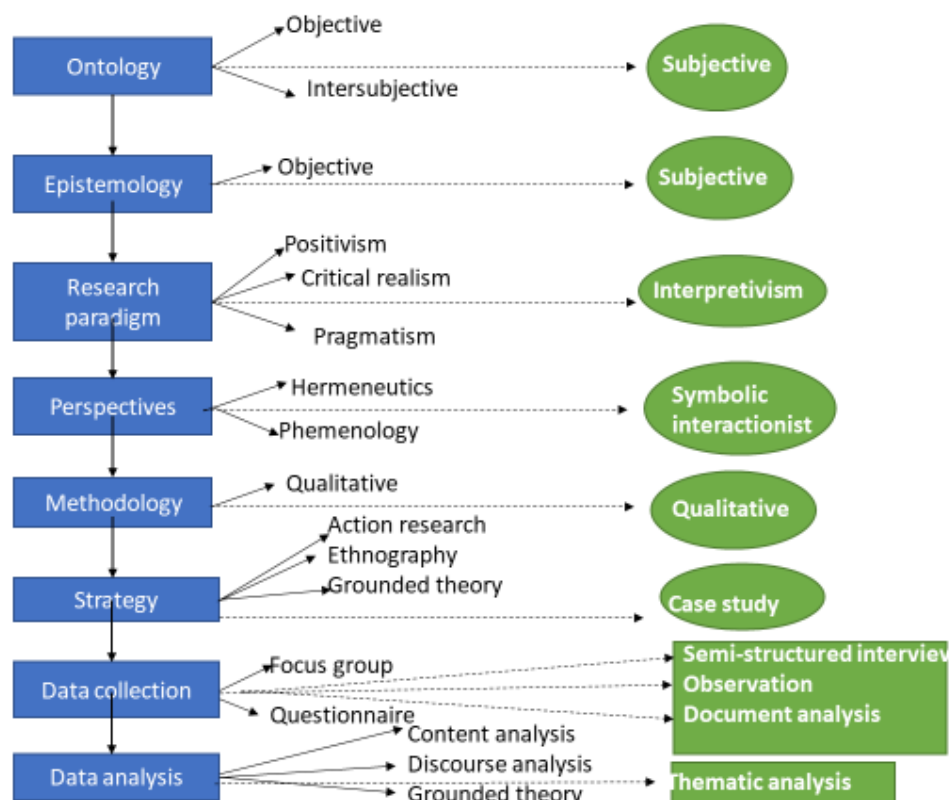 Objective
Ontology
Subjective
Intersubjective
Objective
Epistemology
Subjective
Positivism
Critical realism
Research
paradigm
Interpretivism
Pragmatism
Hermeneutics
Perspectives
Symbolic
interactionist
Phemenology
Qualitative
Methodology
Qualitative
Action research
Ethnography
Grounded theory
Strategy
Case study
Focus group
Semi-structured interview
Data collection
Observation
Questionnaire
Document analysis
Content analysis
Discourse analysis
Data analysis
Thematic analysis
Grounded theory